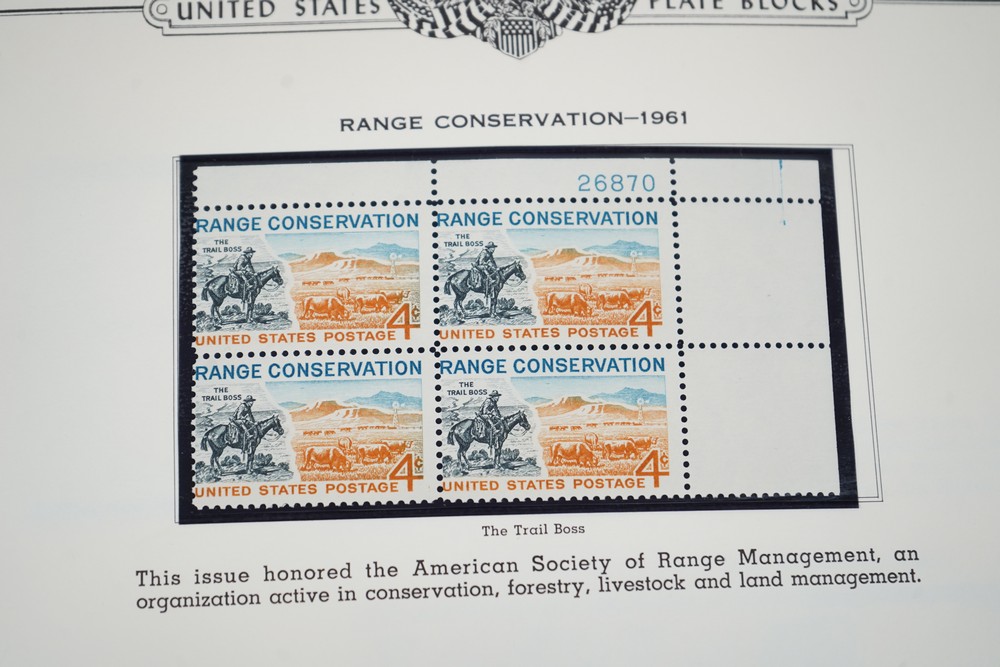 UNITED STATES PLATE BLOCKS
RANGE CONSERVATION—1961
26870
RANGE CONSERVATION
THE
TRAIL BOSS
4¢
UNITED STATES POSTAGE
RANGE CONSERVATION
THE
TRAIL BOSS
4¢
UNITED STATES POSTAGE
RANGE CONSERVATION
THE
TRAIL BOSS
4¢
UNITED STATES POSTAGE
RANGE CONSERVATION
THE
TRAIL BOSS
4¢
UNITED STATES POSTAGE
The Trail Boss
This issue honored the American Society of Range Management, an
organization active in conservation, forestry, livestock and land management.